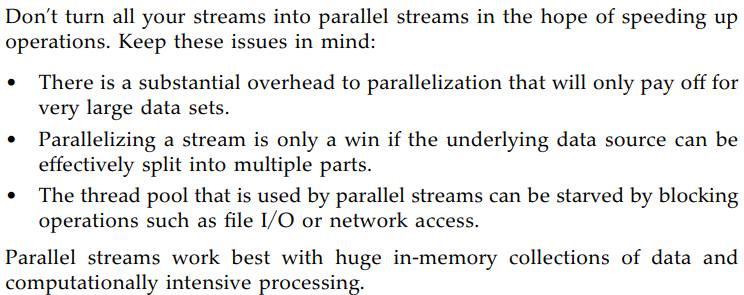 Don’t turn all your streams into parallel streams in the hope of speeding up
operations. Keep these issues in mind:
• There is a substantial overhead to parallelization that will only pay off for
very large data sets.
• Parallelizing a stream is only a win if the underlying data source can be
effectively split into multiple parts.
• The thread pool that is used by parallel streams can be starved by blocking
operations such as file I/O or network access.
Parallel streams work best with huge in-memory collections of data and
computationally intensive processing.